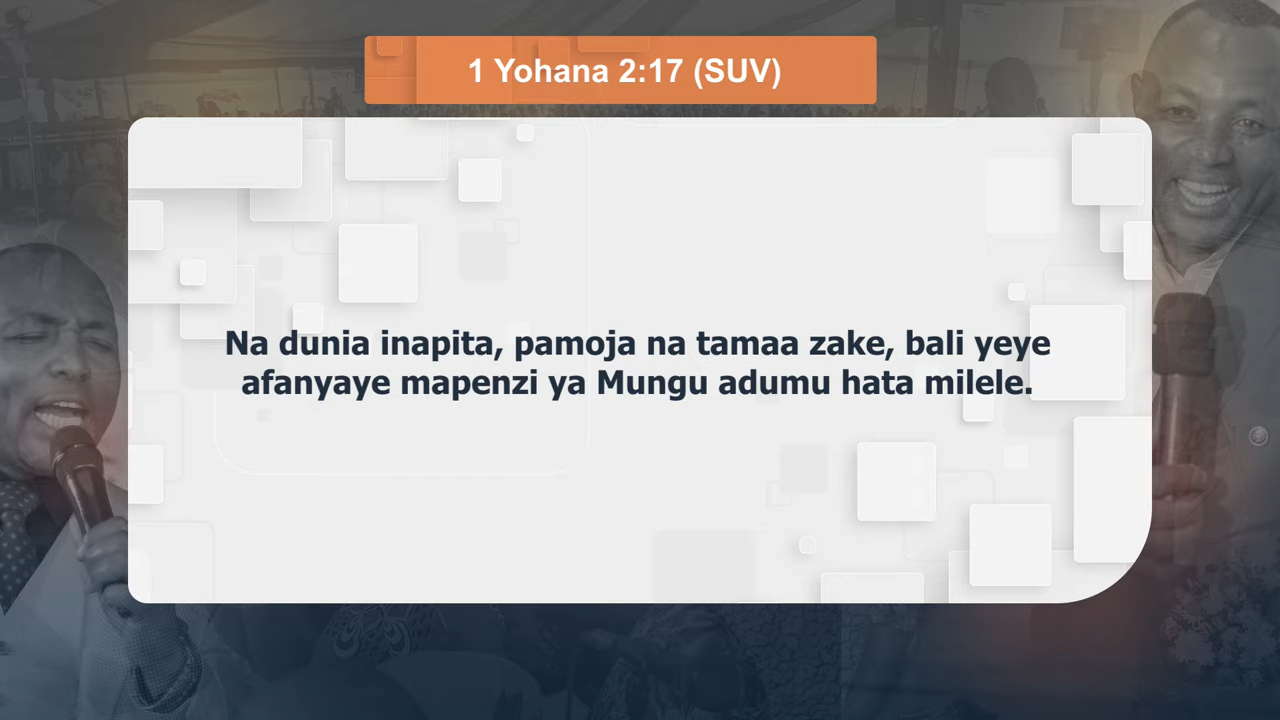 1 Yohana 2:17 (SUV)
Na dunia inapita, pamoja na tamaa zake, bali yeye
afanyaye mapenzi ya Mungu adumu hata milele.